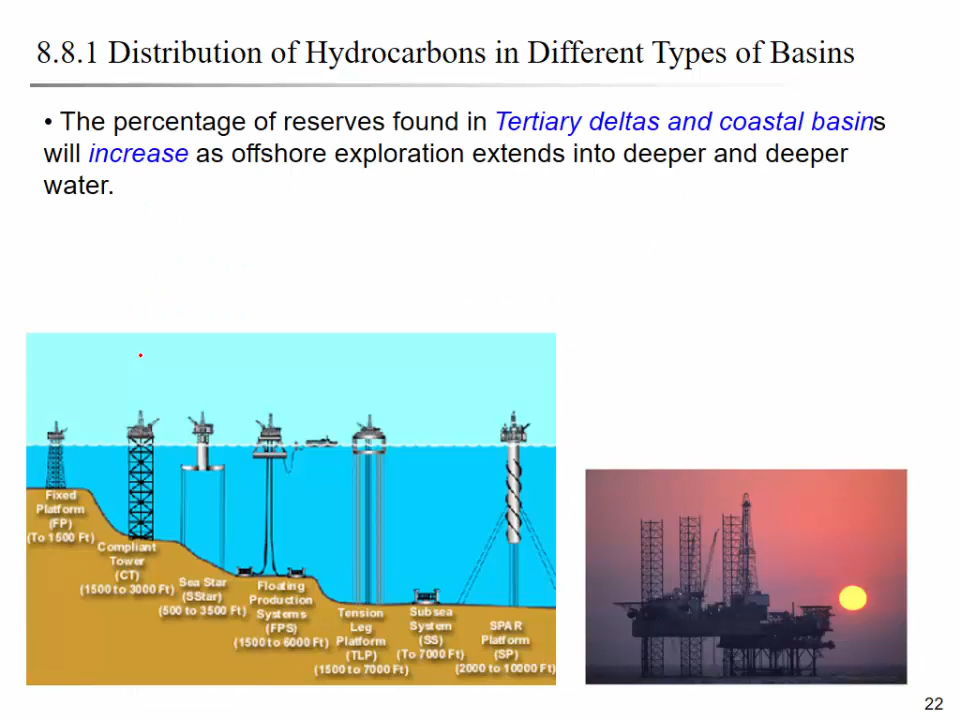 8.8.1 Distribution of Hydrocarbons in Different Types of Basins
• The percentage of reserves found in Tertiary deltas and coastal basins
will increase as offshore exploration extends into deeper and deeper
water.
Fixed
Platform
(FP)
(To 1500 Ft)
Compliant
Tower
(CT)
(1500 to 3000 Ft)
Sea Star
(SStar)
(500 to 3500 Ft)
Floating
Production
Systems
(FPS)
(1500 to 6000 Ft)
Tension
Leg
Platform
(TLP)
(1500 to 7000 Ft)
Subsea
System
(SS)
(To 7000 Ft)
SPAR
Platform
(SP)
(2000 to 10000 Ft)
22